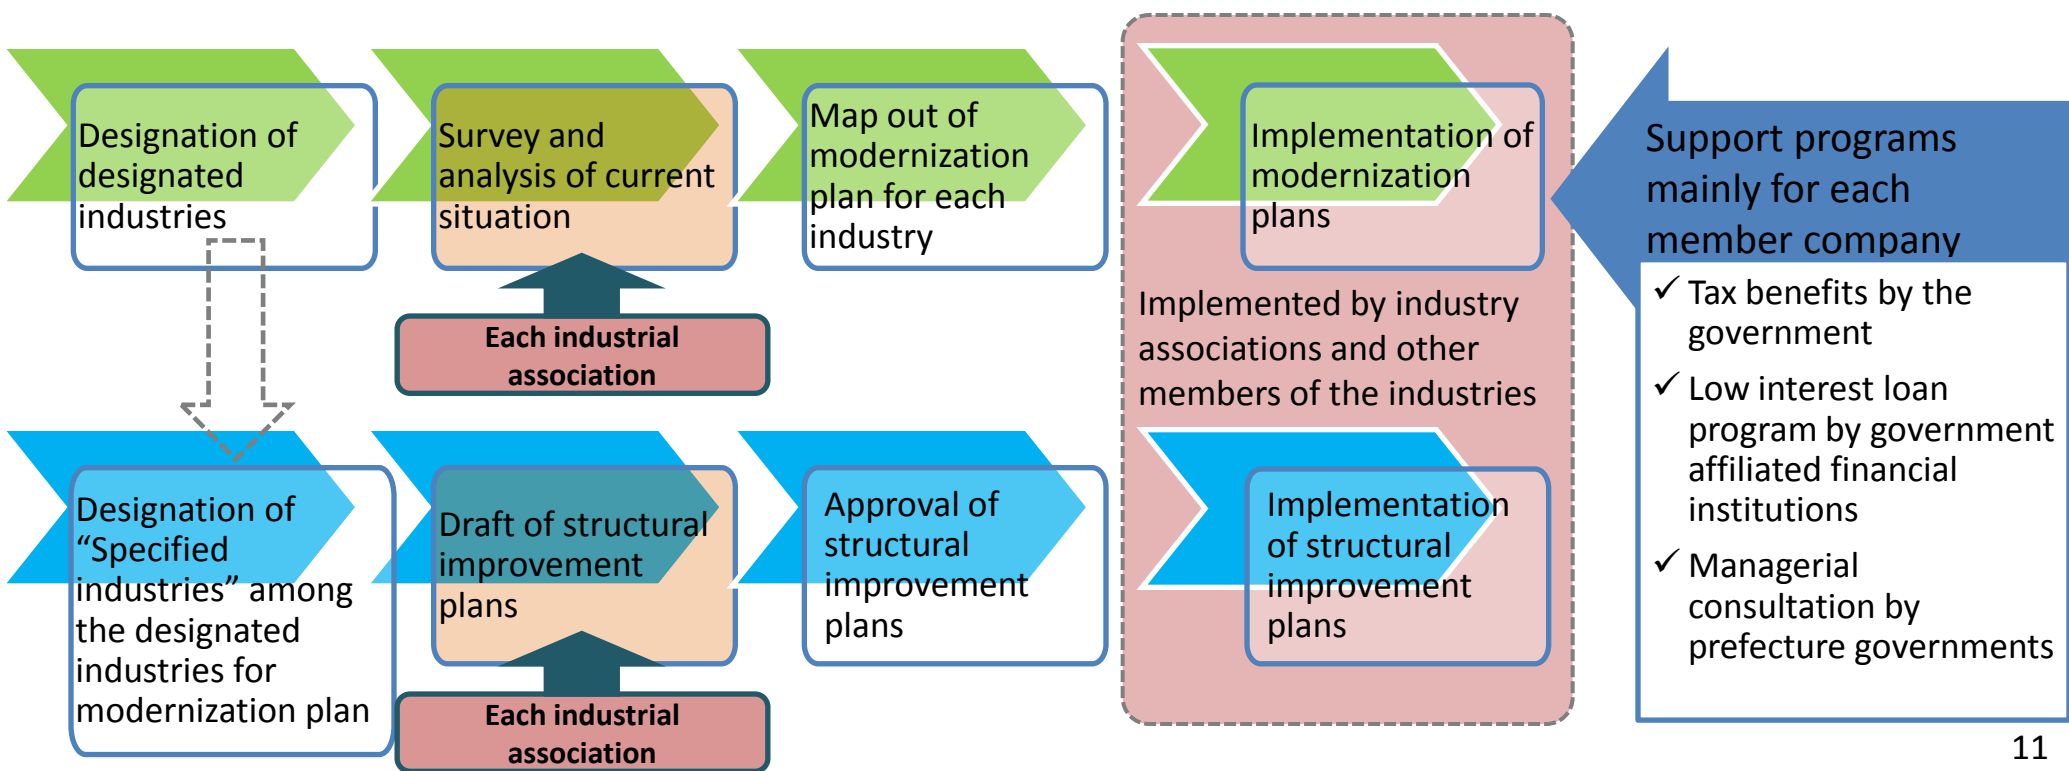 Designation of
designated
industries
Survey and
analysis of current
situation
Map out of
modernization
plan for each
industry
Implementation of
modernization
plans
Support programs
mainly for each
member company
Each industrial
association
Implemented by industry
associations and other
members of the industries
✓ Tax benefits by the
government
✓ Low interest loan
program by government
affiliated financial
institutions
✓ Managerial
consultation by
prefecture governments
Designation of
“Specified
industries” among
the designated
industries for
modernization plan
Draft of structural
improvement
plans
Approval of
structural
improvement
plans
Implementation
of structural
improvement
plans
Each industrial
association
11